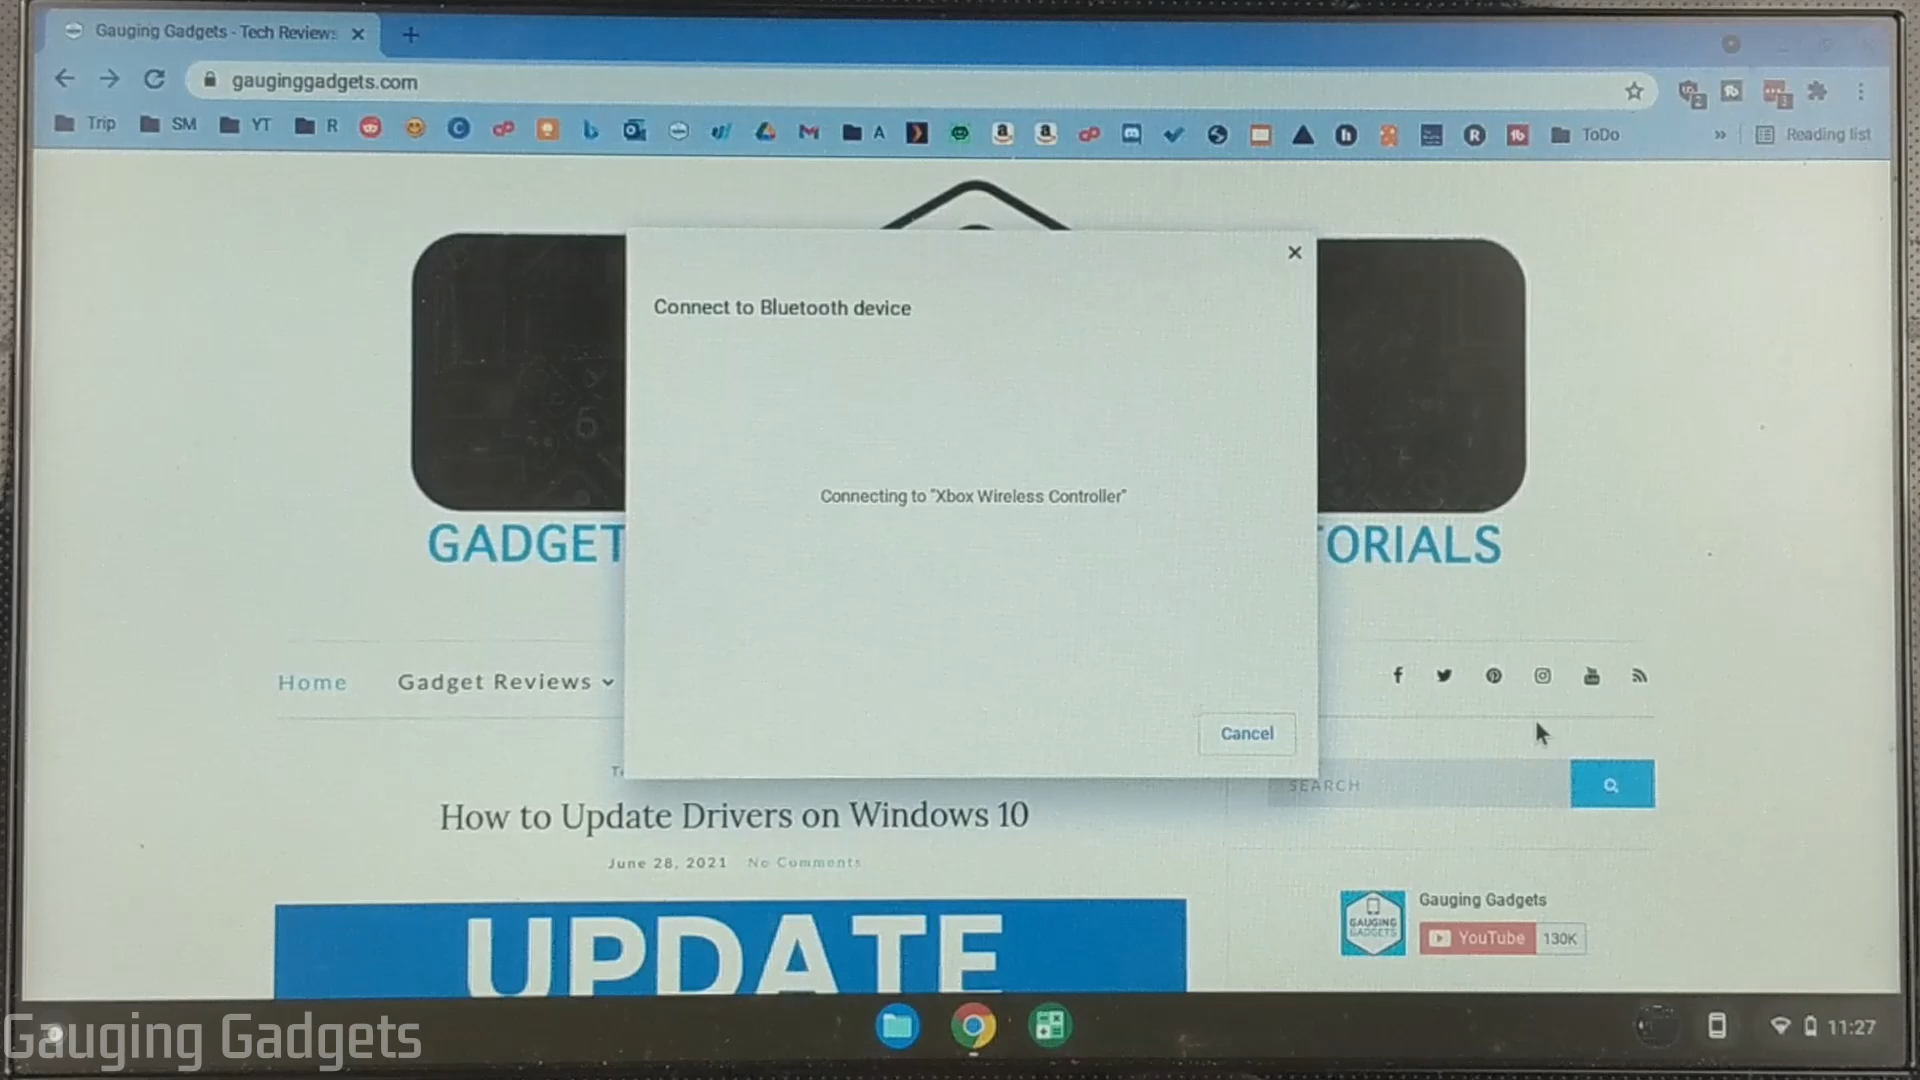 Gauging Gadgets - Tech Reviews
gauginggadgets.com
Trip SM YT R A ToDo » Reading list
Connect to Bluetooth device
Connecting to "Xbox Wireless Controller"
Cancel
GADGET
TORIALS
Home Gadget Reviews
SEARCH
How to Update Drivers on Windows 10
June 28, 2021 No Comments
UPDATE
GAUGING
GADGETS
Gauging Gadgets
YouTube 130K
11:27
Gauging Gadgets